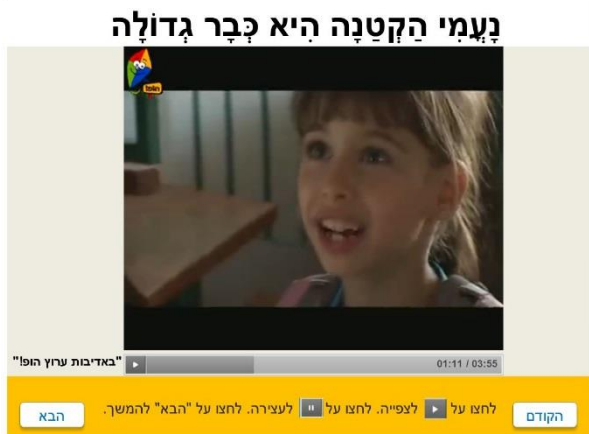 נָעֳמִי הַקְּטַנָּה הִיא כְּבָר גְּדוֹלָה
הופ!
01:11 / 03:55
"באדיבות ערוץ הופ!"
לחצו על לצפייה. לחצו על לעצירה. לחצו על "הבא" להמשך.
הקודם
הבא